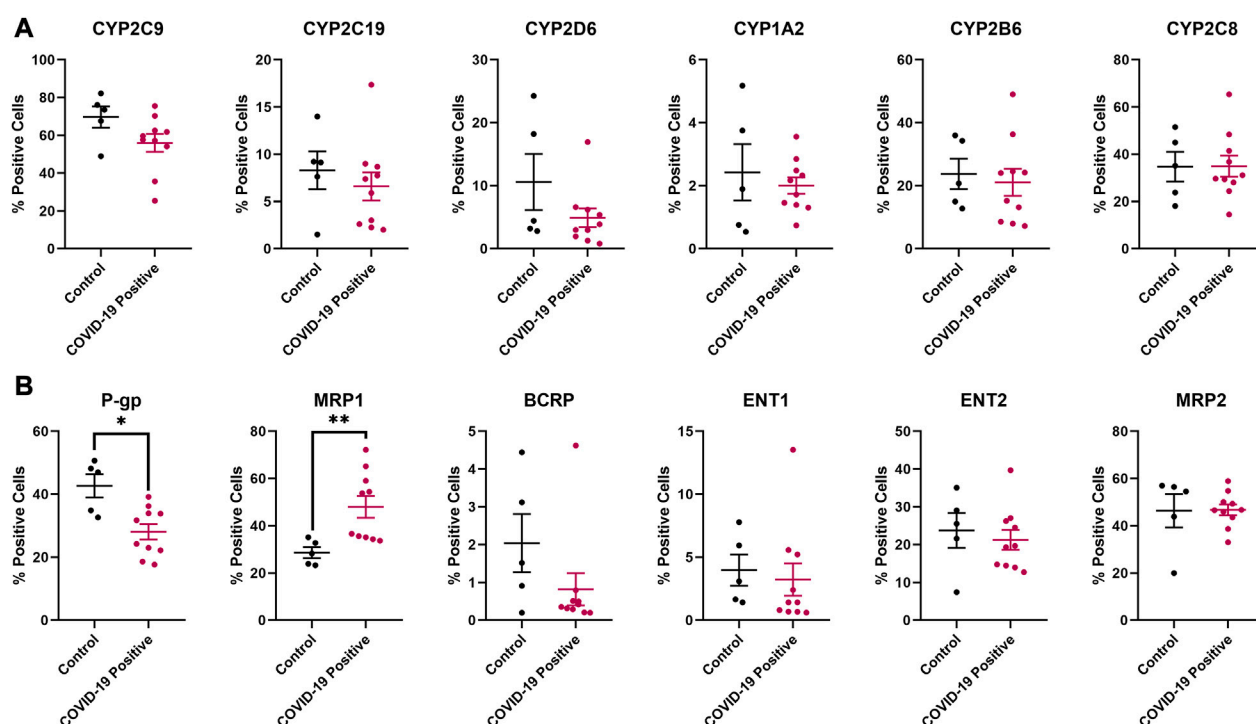 A
CYP2C9
CYP2C19
CYP2D6
CYP1A2
CYP2B6
CYP2C8
% Positive Cells
100
80
60
40
20
0
Control
COVID-19 Positive
% Positive Cells
20
15
10
5
0
Control
COVID-19 Positive
% Positive Cells
30
20
10
0
Control
COVID-19 Positive
% Positive Cells
6
4
2
0
Control
COVID-19 Positive
% Positive Cells
60
40
20
0
Control
COVID-19 Positive
% Positive Cells
80
60
40
20
0
Control
COVID-19 Positive
B
P-gp
MRP1
BCRP
ENT1
ENT2
MRP2
*
% Positive Cells
60
40
20
0
Control
COVID-19 Positive
**
% Positive Cells
80
60
40
20
0
Control
COVID-19 Positive
% Positive Cells
5
4
3
2
1
0
Control
COVID-19 Positive
% Positive Cells
15
10
5
0
Control
COVID-19 Positive
% Positive Cells
50
40
30
20
10
0
Control
COVID-19 Positive
% Positive Cells
80
60
40
20
0
Control
COVID-19 Positive